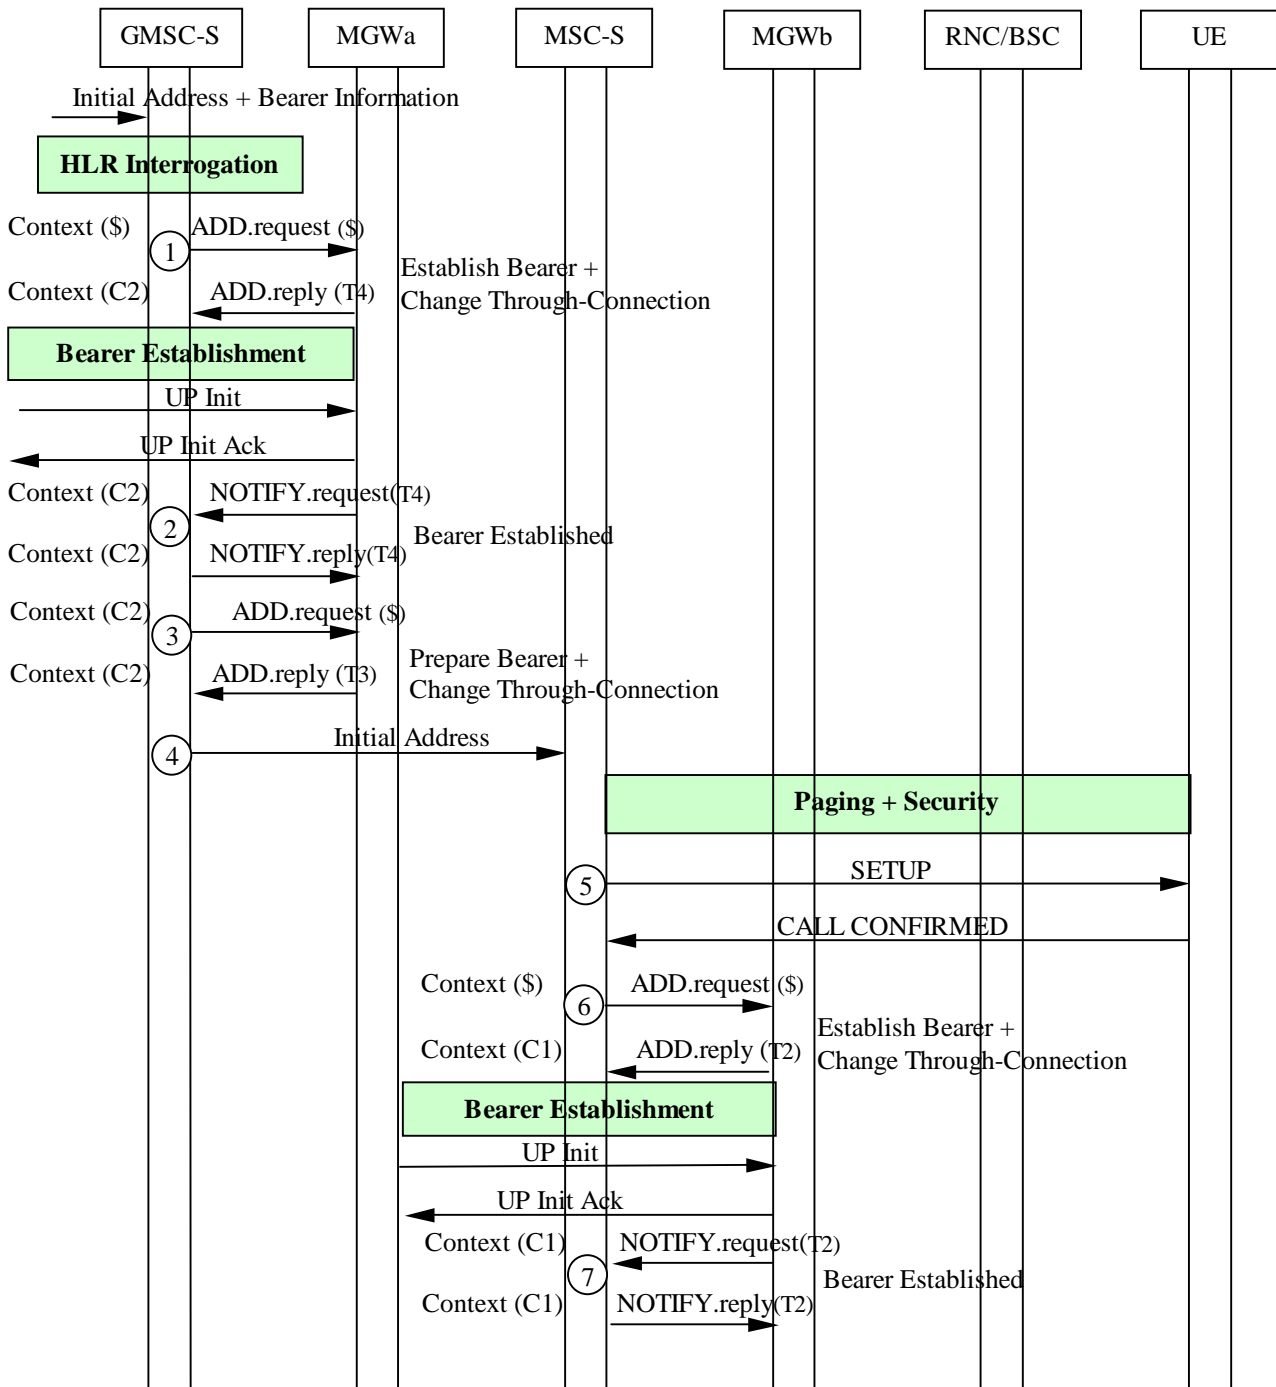 GMSC-S MGWa MSC-S MGWb RNC/BSC UE
Initial Address + Bearer Information
HLR Interrogation
Context ($) ADD.request ($)
1
Establish Bearer +
Context (C2) ADD.reply (T4)
Change Through-Connection
Bearer Establishment
UP Init
UP Init Ack
Context (C2) NOTIFY.request(T4)
2
Bearer Established
Context (C2) NOTIFY.reply(T4)
Context (C2) ADD.request ($)
3
Prepare Bearer +
Context (C2) ADD.reply (T3)
Change Through-Connection
Initial Address
4
Paging + Security
SETUP
5
CALL CONFIRMED
Context ($) ADD.request ($)
6
Establish Bearer +
Context (C1) ADD.reply (T2)
Change Through-Connection
Bearer Establishment
UP Init
UP Init Ack
Context (C1) NOTIFY.request(T2)
7
Bearer Established
Context (C1) NOTIFY.reply(T2)